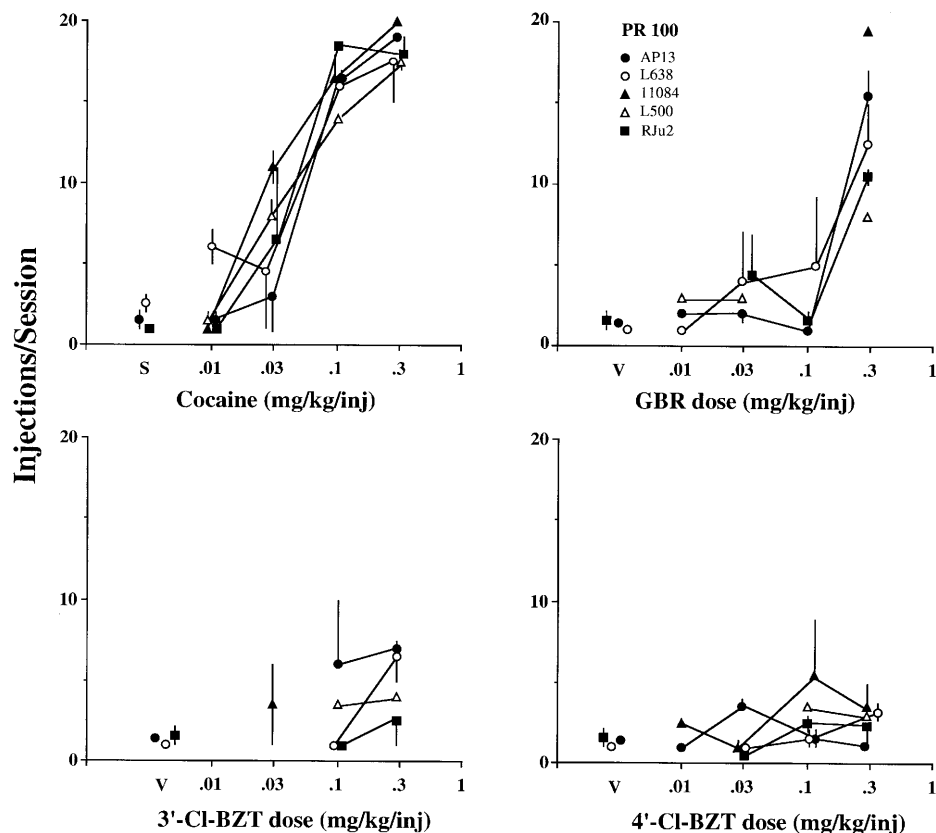 Injections/Session
20
10
0
S
.01
.03
.1
.3
1
Cocaine (mg/kg/inj)
20
10
0
PR 100
AP13
L638
11084
L500
RJu2
V
.01
.03
.1
.3
1
GBR dose (mg/kg/inj)
20
10
0
V
.01
.03
.1
.3
1
3'-Cl-BZT dose (mg/kg/inj)
20
10
0
V
.01
.03
.1
.3
1
4'-Cl-BZT dose (mg/kg/inj)